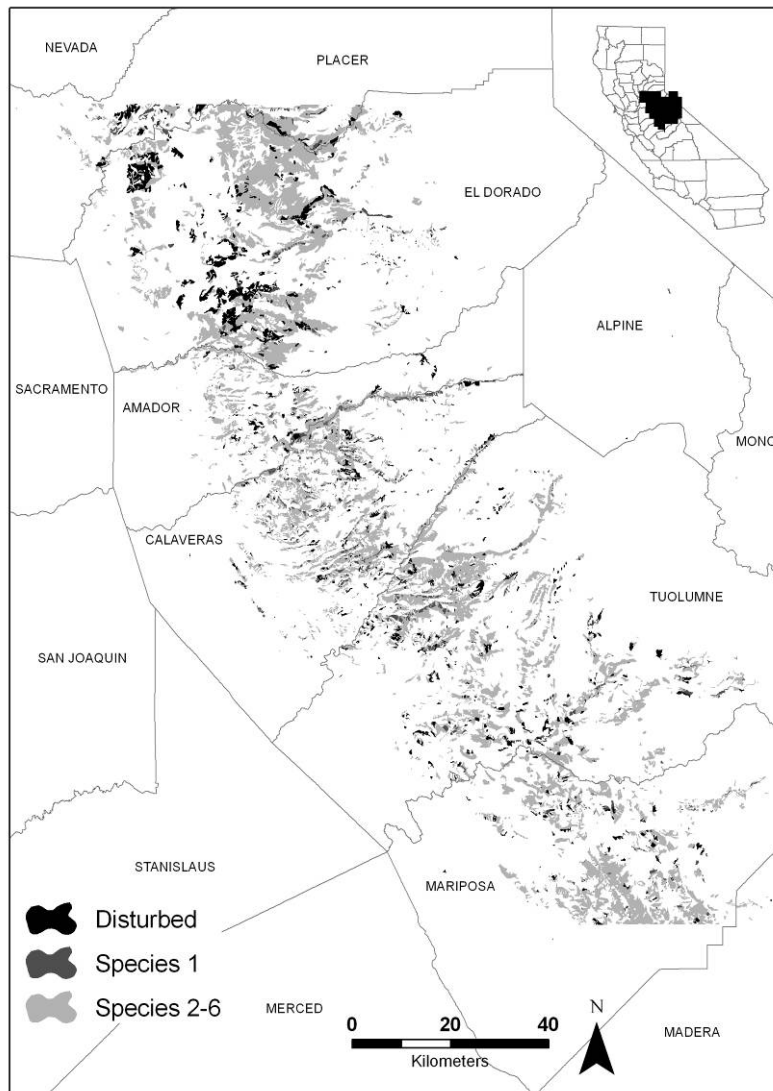 NEVADA
PLACER
EL DORADO
ALPINE
SACRAMENTO
AMADOR
MONO
CALAVERAS
TUOLUMNE
SAN JOAQUIN
STANISLAUS
MARIPOSA
Disturbed
Species 1
Species 2-6
MERCED
N
0 20 40
Kilometers
MADERA